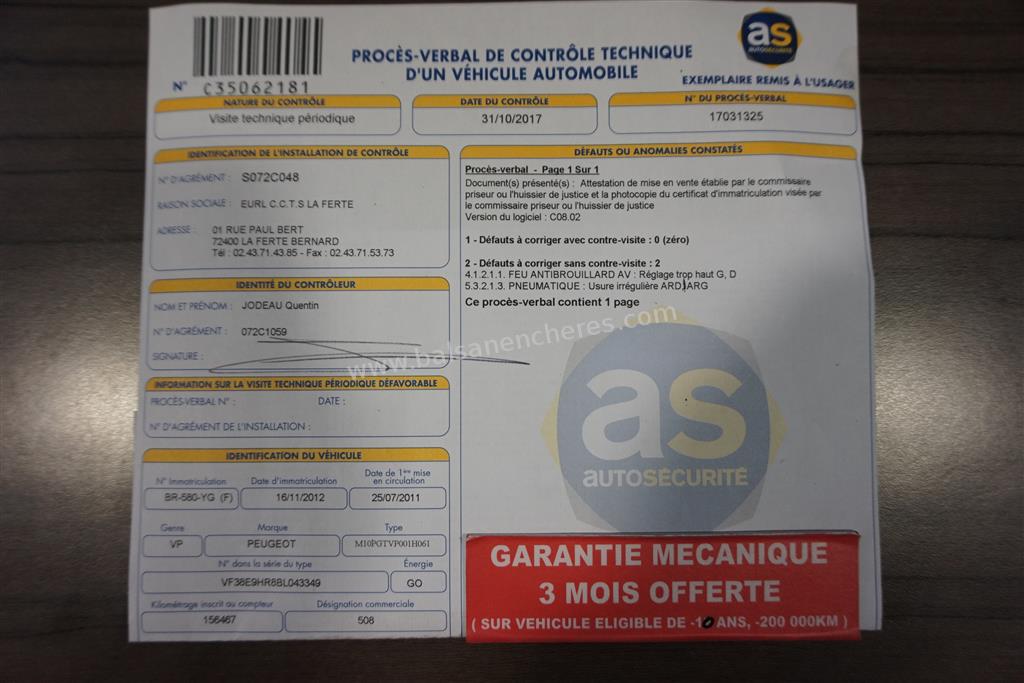 PROCÈS-VERBAL DE CONTRÔLE TECHNIQUE
D'UN VÉHICULE AUTOMOBILE
as
AUTOSÉCURITÉ
N° C35062181
EXEMPLAIRE REMIS À L'USAGER
NATURE DU CONTRÔLE
Visite technique périodique
DATE DU CONTRÔLE
31/10/2017
N° DU PROCÈS-VERBAL
17031325
IDENTIFICATION DE L'INSTALLATION DE CONTRÔLE
N° D'AGRÉMENT : S072C048
RAISON SOCIALE : EURL C.C.T.S LA FERTE
ADRESSE : 01 RUE PAUL BERT
72400 LA FERTE BERNARD
Tél : 02.43.71.43.85 - Fax : 02.43.71.53.73
IDENTITÉ DU CONTRÔLEUR
NOM ET PRÉNOM : JODEAU Quentin
N° D'AGRÉMENT : 072C1059
SIGNATURE :
INFORMATION SUR LA VISITE TECHNIQUE PÉRIODIQUE DÉFAVORABLE
PROCÈS-VERBAL N° : DATE :
N° D'AGRÉMENT DE L'INSTALLATION :
IDENTIFICATION DU VÉHICULE
N° Immatriculation Date d'immatriculation Date de 1ère mise
en circulation
BR-580-YG (F) 16/11/2012 25/07/2011
Genre Marque Type
VP PEUGEOT M10PGTVP001H061
N° dans la série du type Énergie
VF38E9HR8BL043349 GO
Kilométrage inscrit au compteur Désignation commerciale
156467 508
DÉFAUTS OU ANOMALIES CONSTATÉS
Procès-verbal - Page 1 Sur 1
Document(s) présenté(s) : Attestation de mise en vente établie par le commissaire
priseur ou l'huissier de justice et la photocopie du certificat d'immatriculation visée par
le commissaire priseur ou l'huissier de justice
Version du logiciel : C08.02
1 - Défauts à corriger avec contre-visite : 0 (zéro)
2 - Défauts à corriger sans contre-visite : 2
4.1.2.1.1. FEU ANTIBROUILLARD AV : Réglage trop haut G, D
5.3.2.1.3. PNEUMATIQUE : Usure irrégulière ARD, ARG
Ce procès-verbal contient 1 page
www.balsanencheres.com
as
AUTOSÉCURITÉ
GARANTIE MECANIQUE
3 MOIS OFFERTE
( SUR VEHICULE ELIGIBLE DE -10 ANS, -200 000KM )